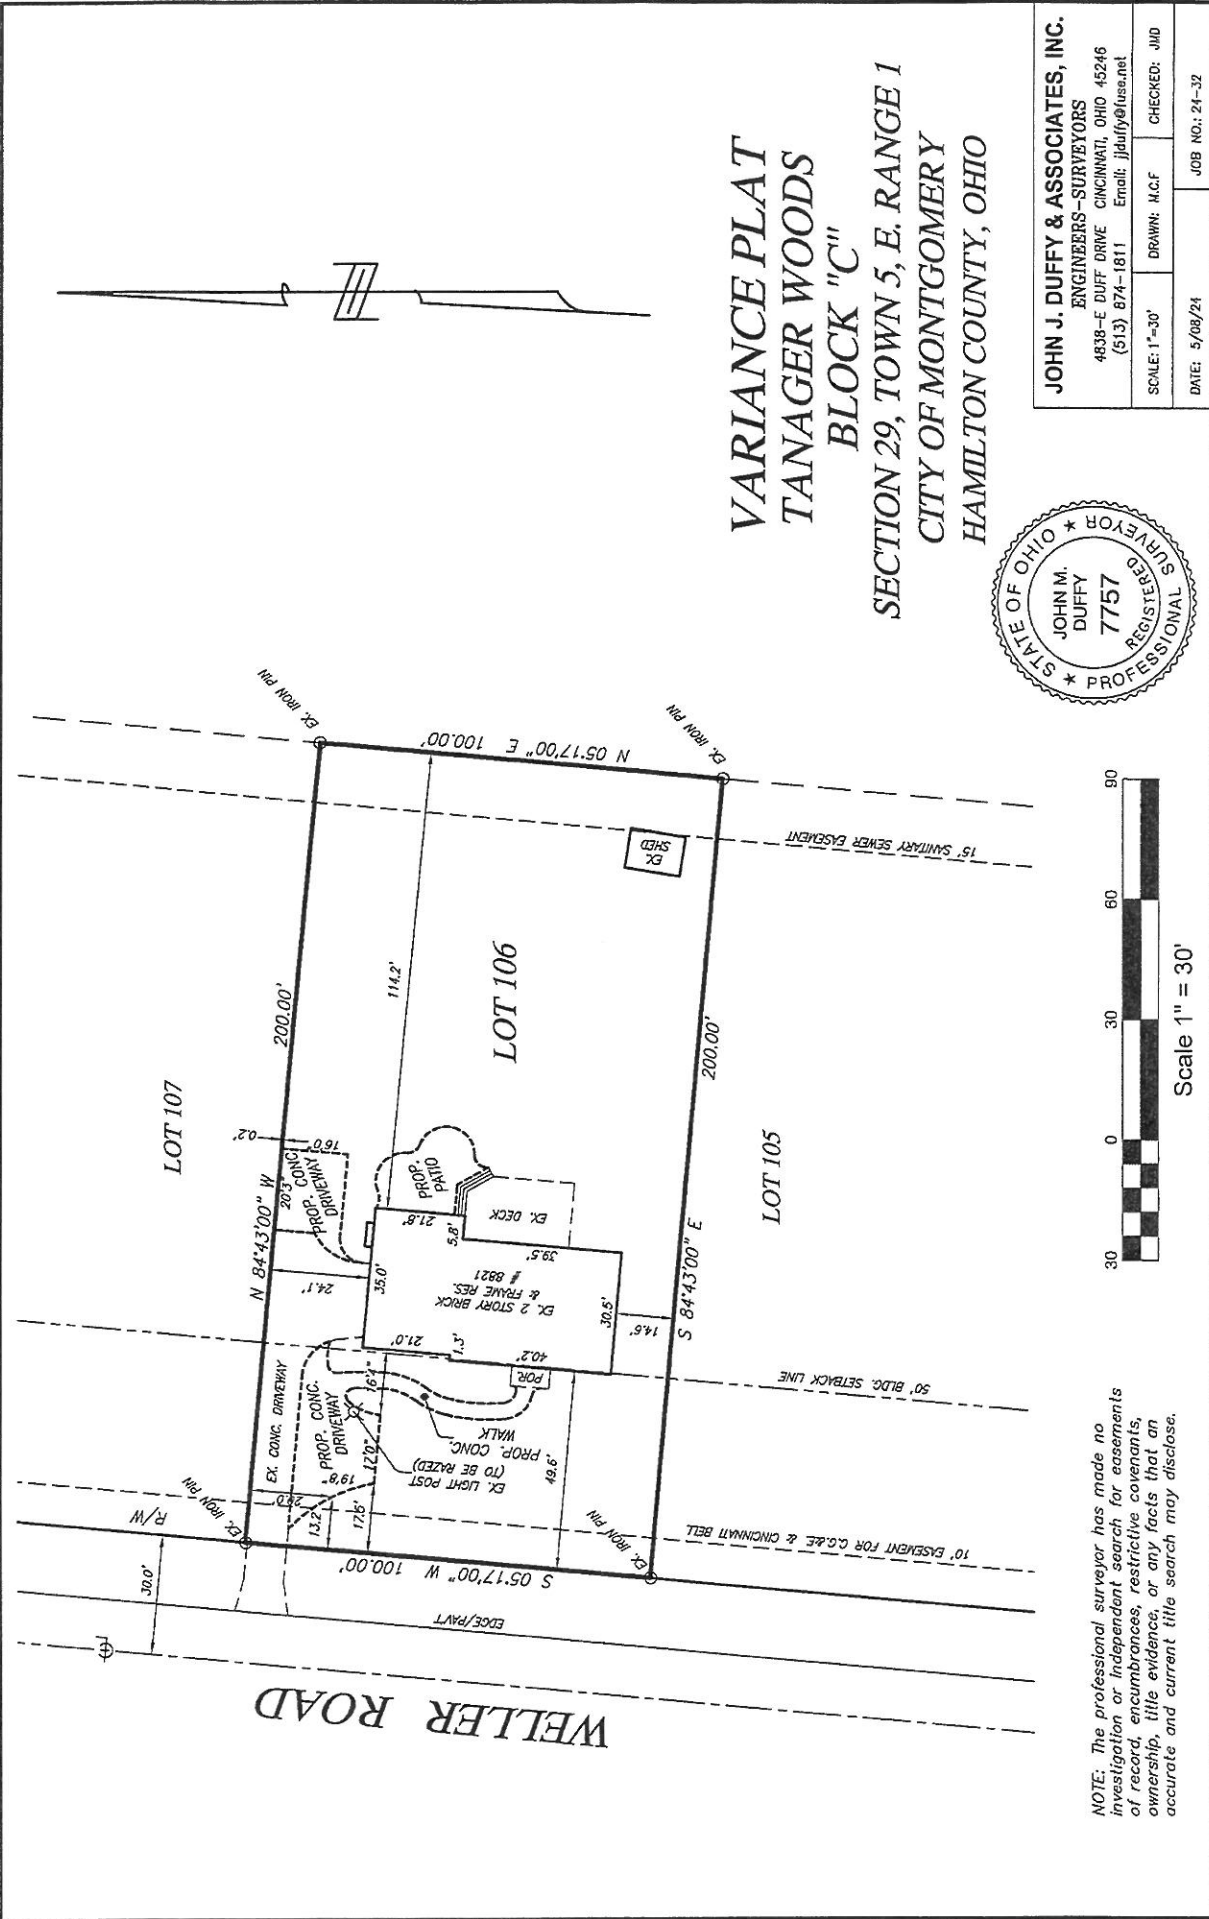 VARIANCE PLAT
TANAGER WOODS
BLOCK "C"
SECTION 29, TOWN 5, E. RANGE 1
CITY OF MONTGOMERY
HAMILTON COUNTY, OHIO
JOHN J. DUFFY & ASSOCIATES, INC.
ENGINEERS-SURVEYORS
4838-E DUFF DRIVE CINCINNATI, OHIO 45246
(513) 874-1811 Email: jjduffy@fuse.net
SCALE: 1"=30'
DRAWN: M.C.F
CHECKED: JMD
DATE: 5/08/24
JOB NO.: 24-32
STATE OF OHIO
JOHN M.
DUFFY
7757
REGISTERED
PROFESSIONAL SURVEYOR
LOT 107
200.00'
N 84°43'00" W
EX. IRON PIN
N 05°17'00" E 100.00'
EX. IRON PIN
15' SANITARY SEWER EASEMENT
EX.
SHED
114.2'
LOT 106
200.00'
S 84°43'00" E
LOT 105
0.2'
16'0"
20'3"
PROP. CONC.
DRIVEWAY
24.1'
PROP.
PATIO
21.8'
5.8'
EX. DECK
39.5'
35.0'
EX. 2 STORY BRICK
& FRAME RES.
# 8821
30.5'
14.6'
21.0'
1.3'
40.2'
POR.
50' BLDG. SETBACK LINE
EX. CONC. DRIVEWAY
PROP. CONC.
DRIVEWAY
16'4"
12'0"
19'8"
20.0'
13.2'
17.6'
PROP. CONC.
WALK
EX. LIGHT POST
(TO BE RAZED)
49.6'
EX. IRON PIN
EX. IRON PIN
10' EASEMENT FOR C.G.&E. & CINCINNATI BELL
S 05°17'00" W 100.00'
R/W
30.0'
EDGE/PAVT
WELLER ROAD
30 0 30 60 90
Scale 1" = 30'
NOTE: The professional surveyor has made no
investigation or independent search for easements
of record, encumbrances, restrictive covenants,
ownership, title evidence, or any facts that an
accurate and current title search may disclose.